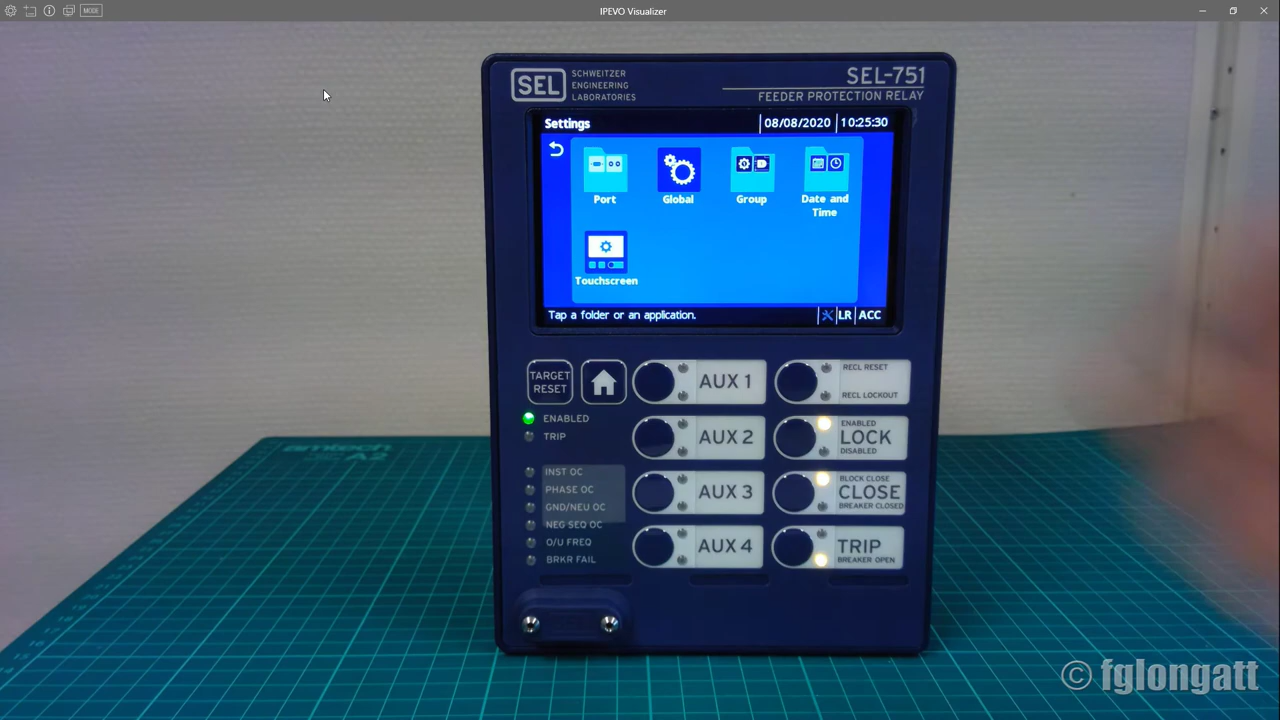 MODE
IPEVO Visualizer
SEL
SCHWEITZER
ENGINEERING
LABORATORIES
SEL-751
FEEDER PROTECTION RELAY
Settings
08/08/2020
10:25:30
Port
Global
Group
Date and
Time
Touchscreen
Tap a folder or an application.
LR
ACC
TARGET
RESET
AUX 1
RECL RESET
RECL LOCKOUT
ENABLED
TRIP
AUX 2
ENABLED
LOCK
DISABLED
INST OC
PHASE OC
GND/NEU OC
NEG SEQ OC
O/U FREQ
BRKR FAIL
AUX 3
BLOCK CLOSE
CLOSE
BREAKER CLOSED
AUX 4
TRIP
BREAKER OPEN
A2
© fglongatt